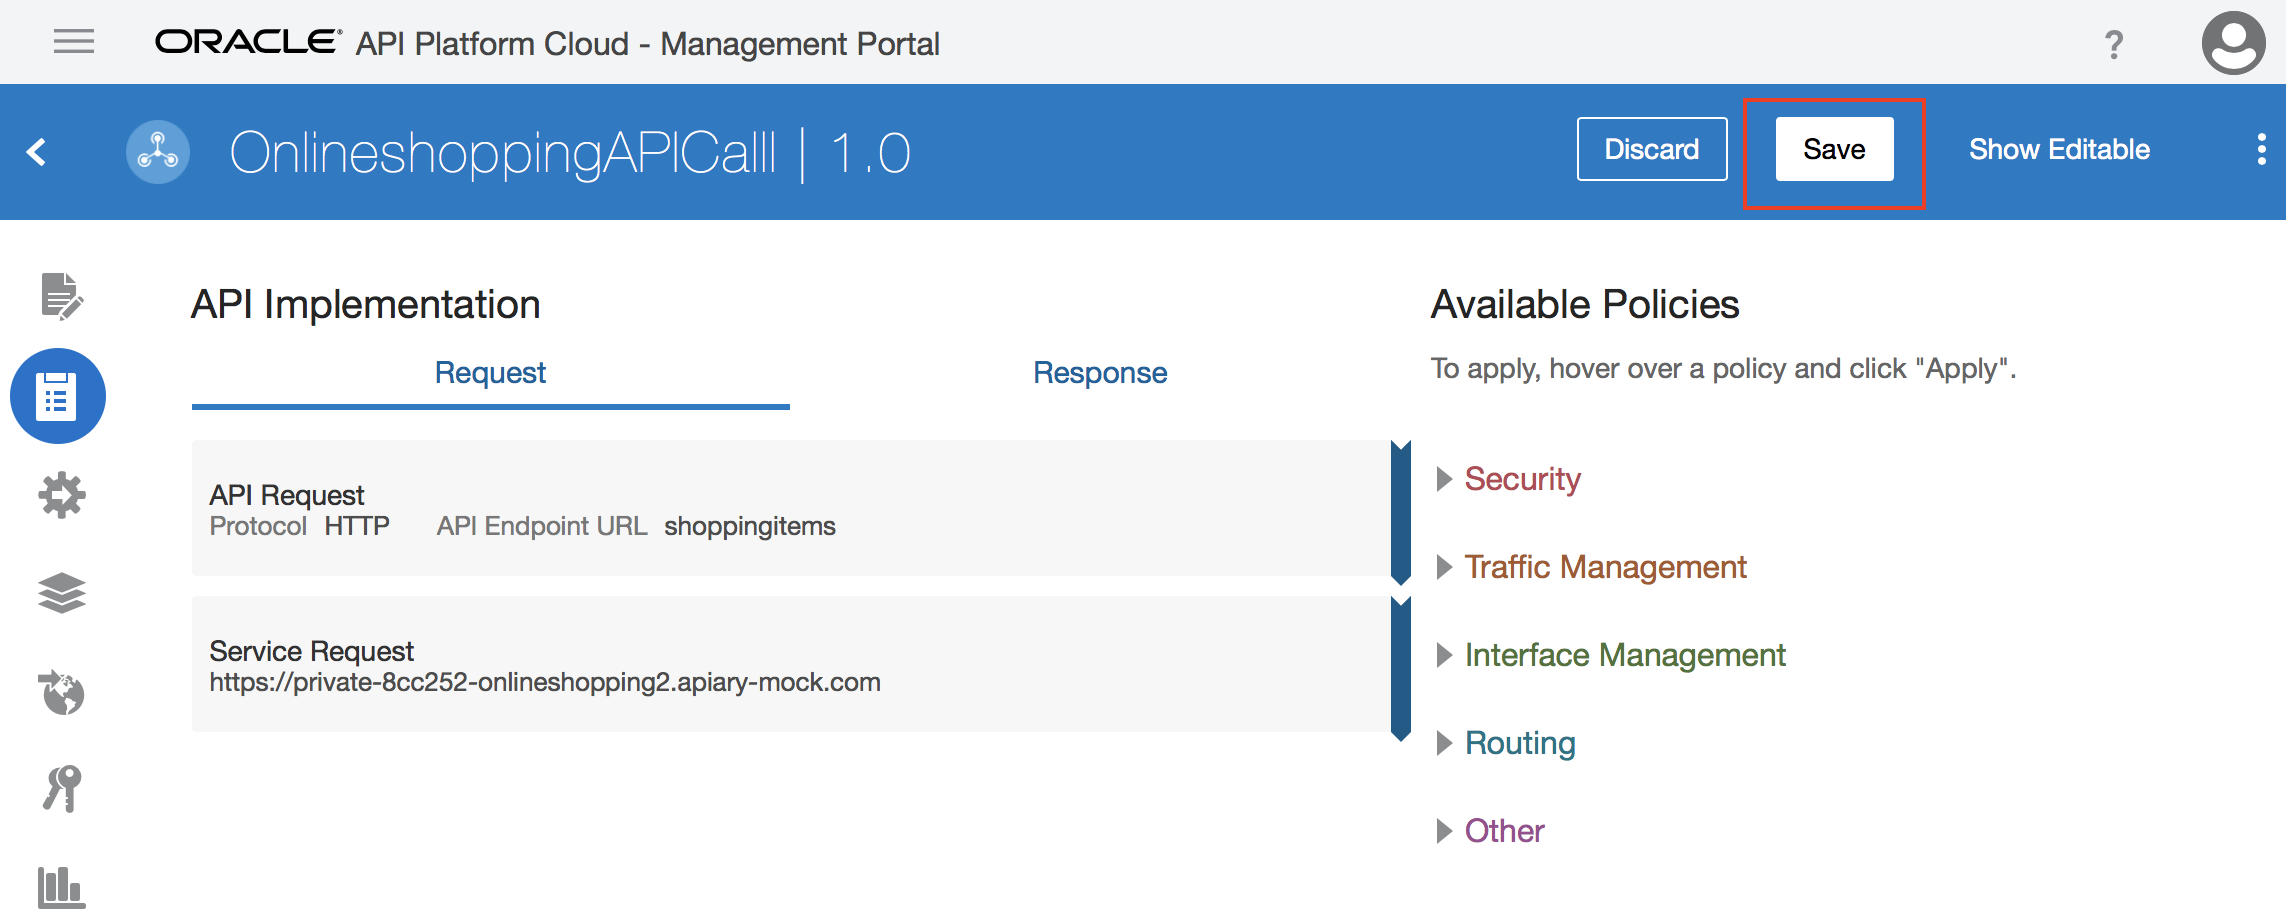 ORACLE® API Platform Cloud - Management Portal ?
OnlineshoppingAPICalll | 1.0 Discard Save Show Editable
API Implementation
Request Response
API Request
Protocol HTTP API Endpoint URL shoppingitems
Service Request
https://private-8cc252-onlineshopping2.apiary-mock.com
Available Policies
To apply, hover over a policy and click "Apply".
Security
Traffic Management
Interface Management
Routing
Other